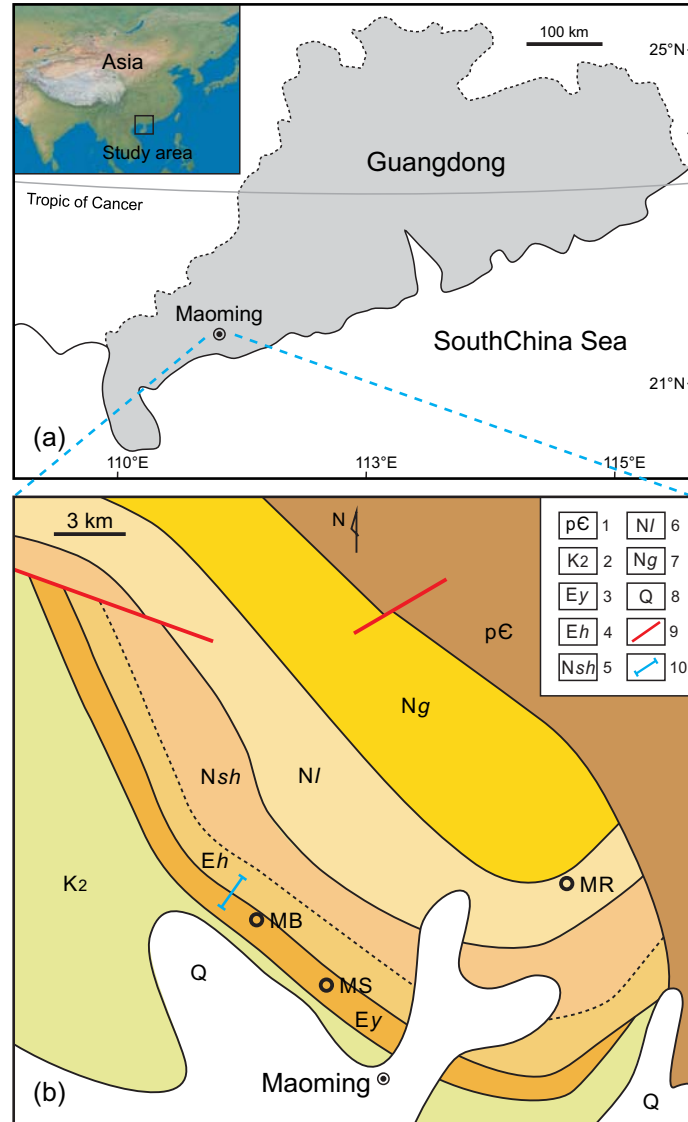 Asia
Study area
100 km
25°N
Guangdong
Tropic of Cancer
Maoming
SouthChina Sea
21°N
(a)
110°E
113°E
115°E
3 km
N
pЄ 1
K2 2
Ey 3
Eh 4
Nsh 5
Nl 6
Ng 7
Q 8
9
10
pЄ
Ng
Nsh
Nl
Eh
K2
MR
MB
Q
MS
Ey
Maoming
(b)
Q